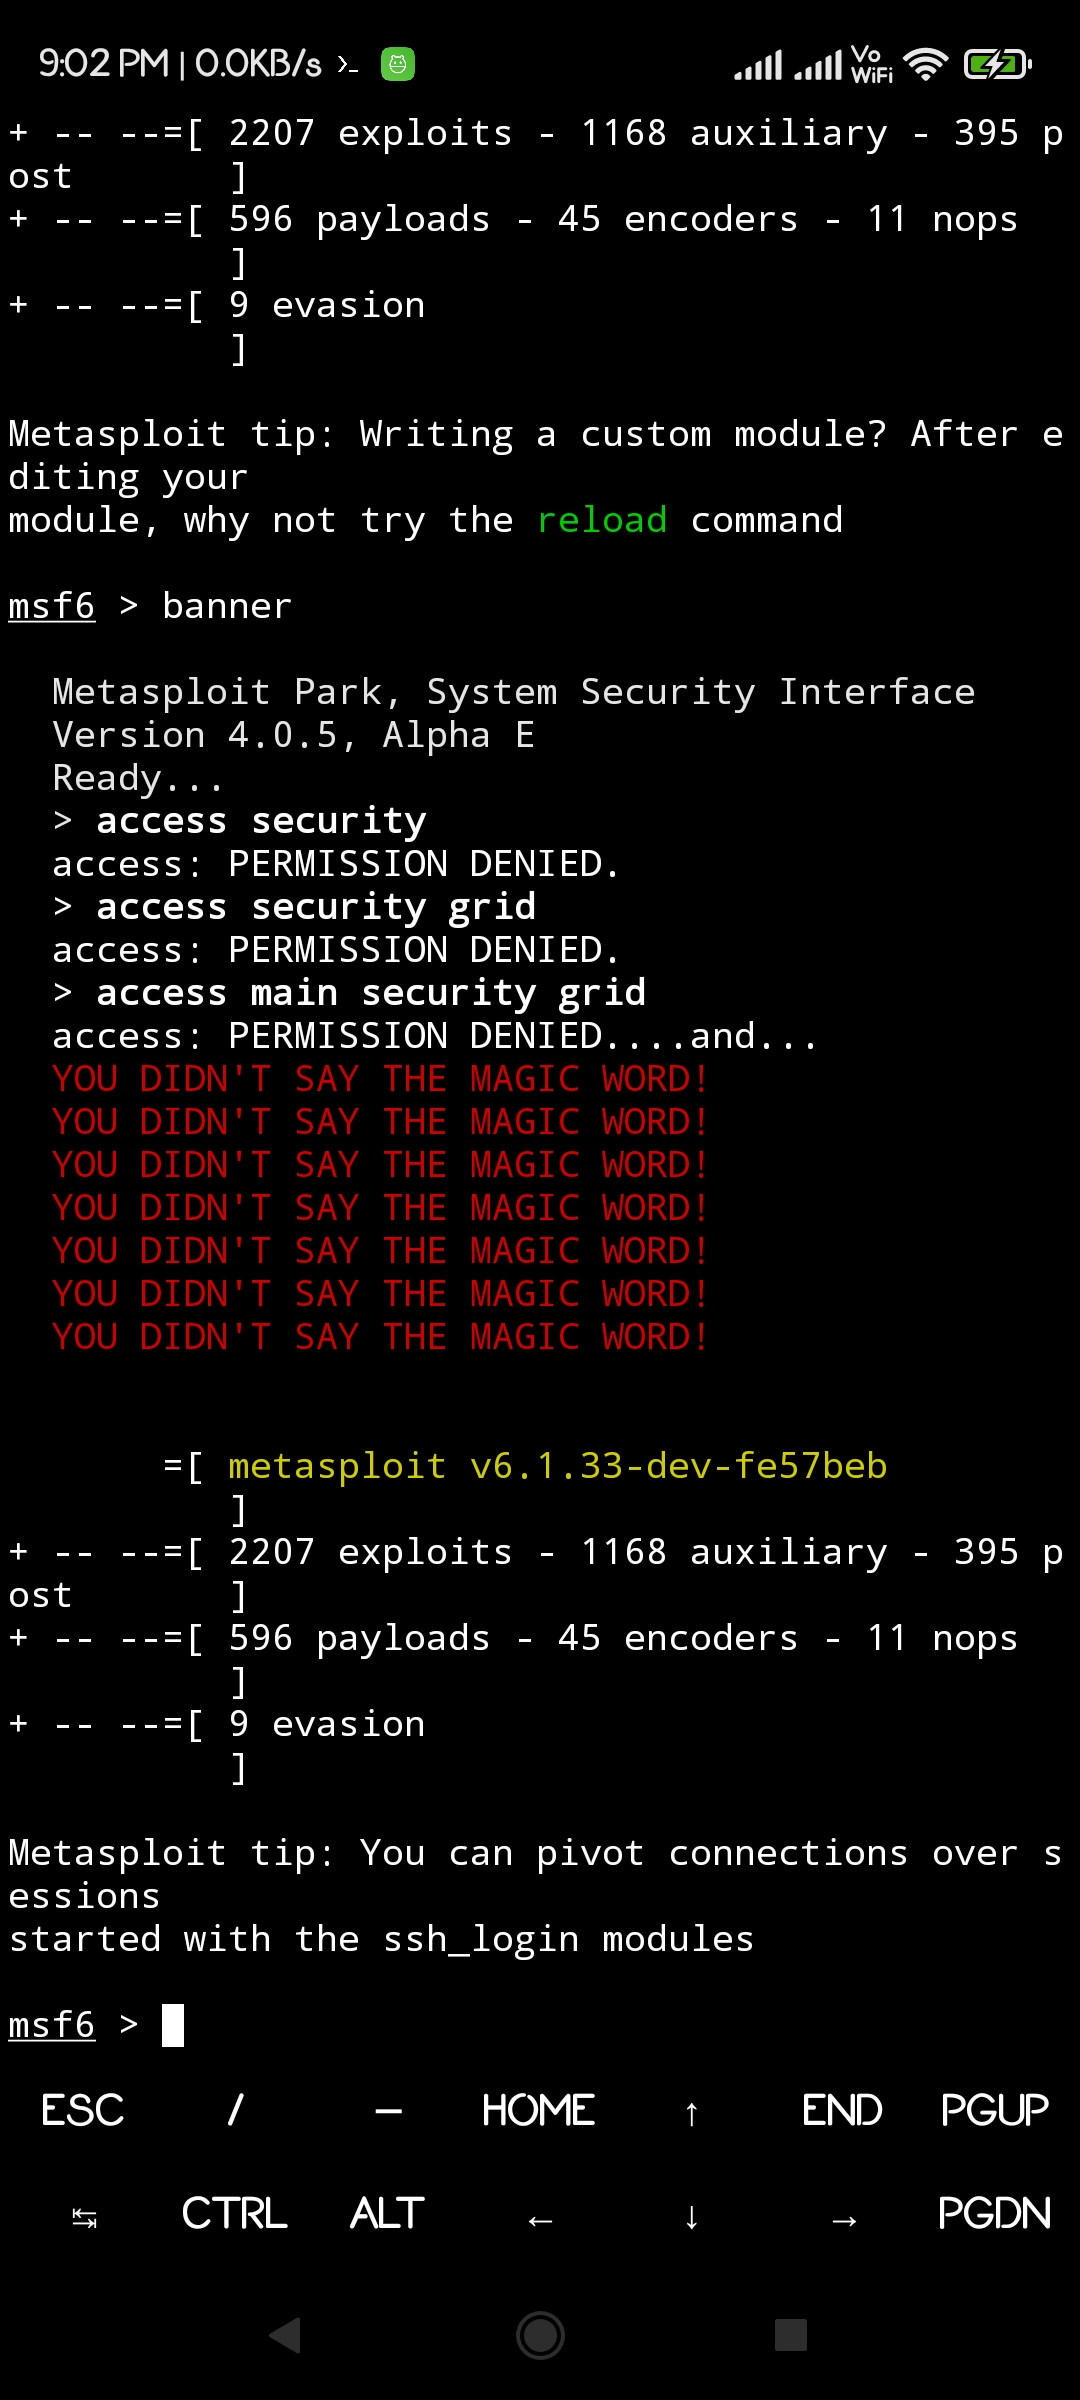 9:02 PM | 0.0KB/s >_ Vo WiFi
+ -- --=[ 2207 exploits - 1168 auxiliary - 395 p
ost       ]
+ -- --=[ 596 payloads - 45 encoders - 11 nops
          ]
+ -- --=[ 9 evasion
          ]
Metasploit tip: Writing a custom module? After e
diting your
module, why not try the reload command
msf6 > banner
  Metasploit Park, System Security Interface
  Version 4.0.5, Alpha E
  Ready...
  > access security
  access: PERMISSION DENIED.
  > access security grid
  access: PERMISSION DENIED.
  > access main security grid
  access: PERMISSION DENIED....and...
  YOU DIDN'T SAY THE MAGIC WORD!
  YOU DIDN'T SAY THE MAGIC WORD!
  YOU DIDN'T SAY THE MAGIC WORD!
  YOU DIDN'T SAY THE MAGIC WORD!
  YOU DIDN'T SAY THE MAGIC WORD!
  YOU DIDN'T SAY THE MAGIC WORD!
  YOU DIDN'T SAY THE MAGIC WORD!
       =[ metasploit v6.1.33-dev-fe57beb
          ]
+ -- --=[ 2207 exploits - 1168 auxiliary - 395 p
ost       ]
+ -- --=[ 596 payloads - 45 encoders - 11 nops
          ]
+ -- --=[ 9 evasion
          ]
Metasploit tip: You can pivot connections over s
essions
started with the ssh_login modules
msf6 >
ESC / – HOME ↑ END PGUP
↹ CTRL ALT ← ↓ → PGDN